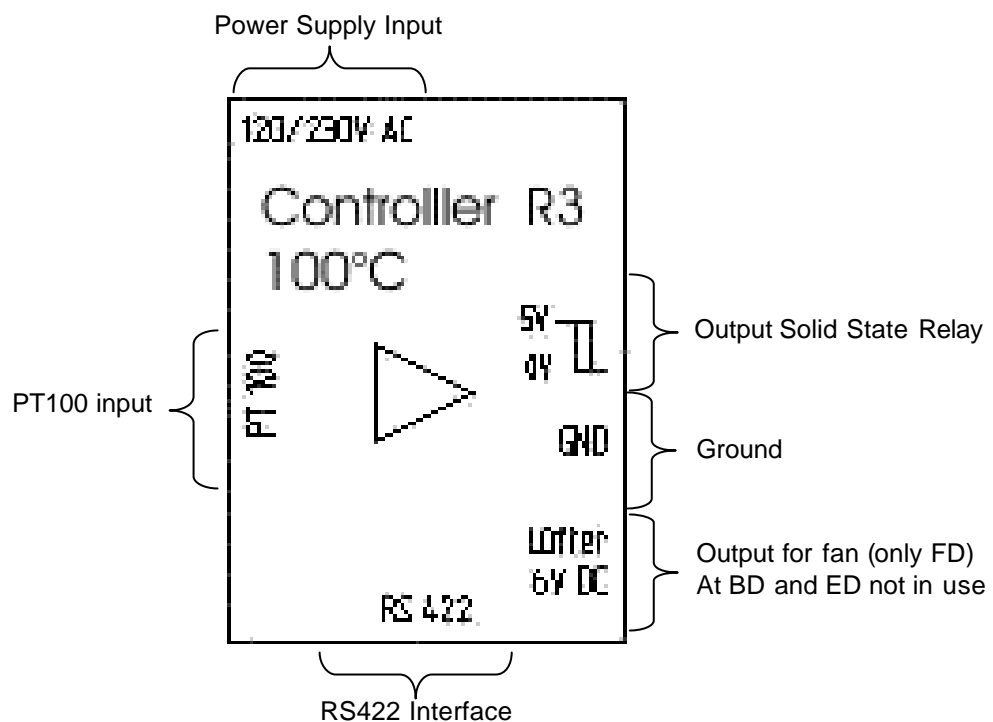 Power Supply Input
120/230V AC
Controlller R3
100°C
5V
0V
Output Solid State Relay
PT 100
PT100 input
GND
Ground
Lüfter
6V DC
Output for fan (only FD)
At BD and ED not in use
RS 422
RS422 Interface